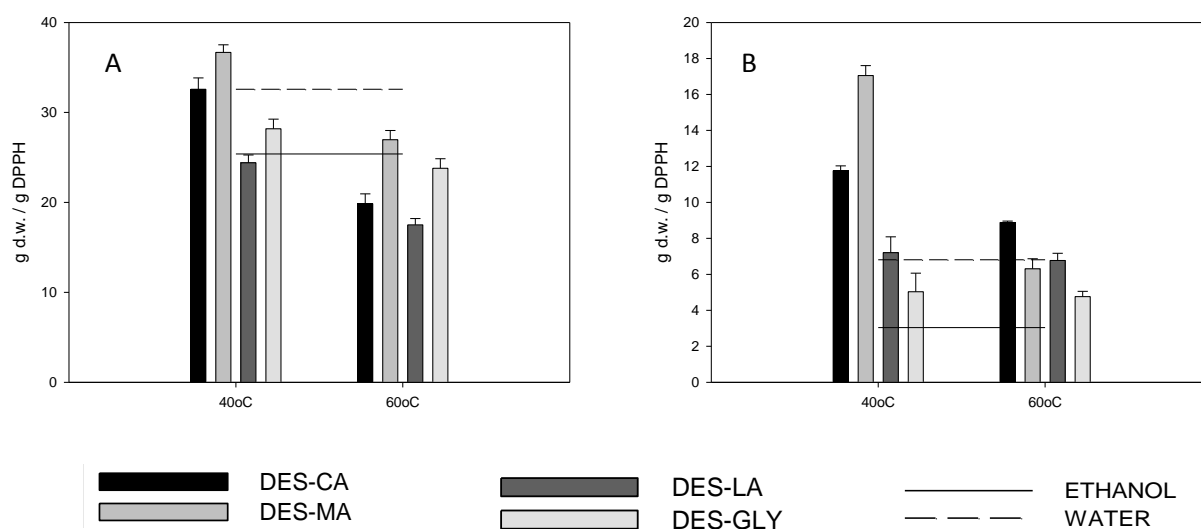 A
g d.w. / g DPPH
40
30
20
10
0
40oC
60oC
B
g d.w. / g DPPH
20
18
16
14
12
10
8
6
4
2
0
40oC
60oC
DES-CA
DES-MA
DES-LA
DES-GLY
ETHANOL
WATER